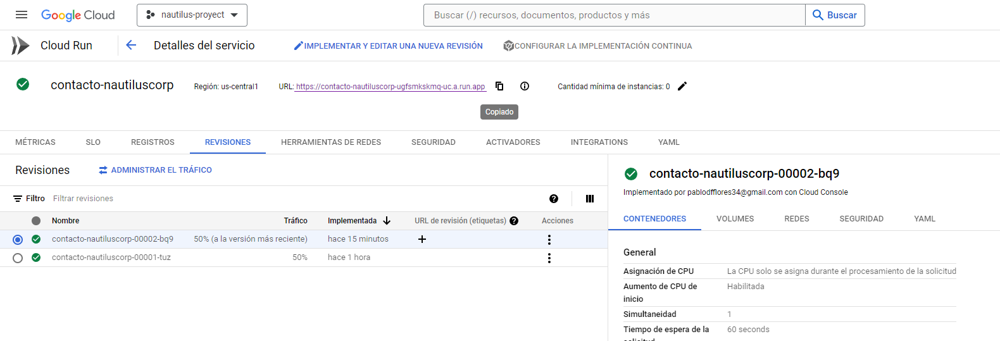 Google Cloud
nautilus-proyect
Buscar (/) recursos, documentos, productos y más
Buscar
Cloud Run
Detalles del servicio
IMPLEMENTAR Y EDITAR UNA NUEVA REVISIÓN
CONFIGURAR LA IMPLEMENTACIÓN CONTINUA
contacto-nautiluscorp
Región: us-central1
URL: https://contacto-nautiluscorp-ugfsmkskmq-uc.a.run.app
Cantidad mínima de instancias: 0
Copiado
MÉTRICAS
SLO
REGISTROS
REVISIONES
HERRAMIENTAS DE REDES
SEGURIDAD
ACTIVADORES
INTEGRATIONS
YAML
Revisiones
ADMINISTRAR EL TRÁFICO
Filtro
Filtrar revisiones
Nombre
Tráfico
Implementada
URL de revisión (etiquetas)
Acciones
contacto-nautiluscorp-00002-bq9
50% (a la versión más reciente)
hace 15 minutos
contacto-nautiluscorp-00001-tuz
50%
hace 1 hora
contacto-nautiluscorp-00002-bq9
Implementado por pablodfflores34@gmail.com con Cloud Console
CONTENEDORES
VOLUMES
REDES
SEGURIDAD
YAML
General
Asignación de CPU
La CPU solo se asigna durante el procesamiento de la solicitud
Aumento de CPU de
inicio
Habilitada
Simultaneidad
1
Tiempo de espera de la
solicitud
60 seconds